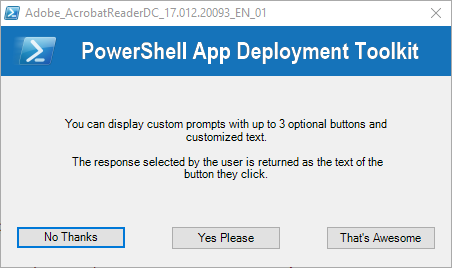 Adobe_AcrobatReaderDC_17.012.20093_EN_01
PowerShell App Deployment Toolkit
You can display custom prompts with up to 3 optional buttons and
customized text.
The response selected by the user is returned as the text of the
button they click.
No Thanks
Yes Please
That's Awesome